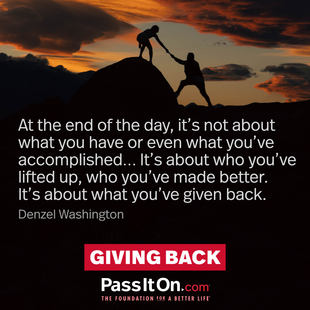 At the end of the day, it's not about
what you have or even what you've
accomplished... It's about who you've
lifted up, who you've made better.
It's about what you've given back.
Denzel Washington
GIVING BACK
PassItOn.com®
THE FOUNDATION FOR A BETTER LIFE®